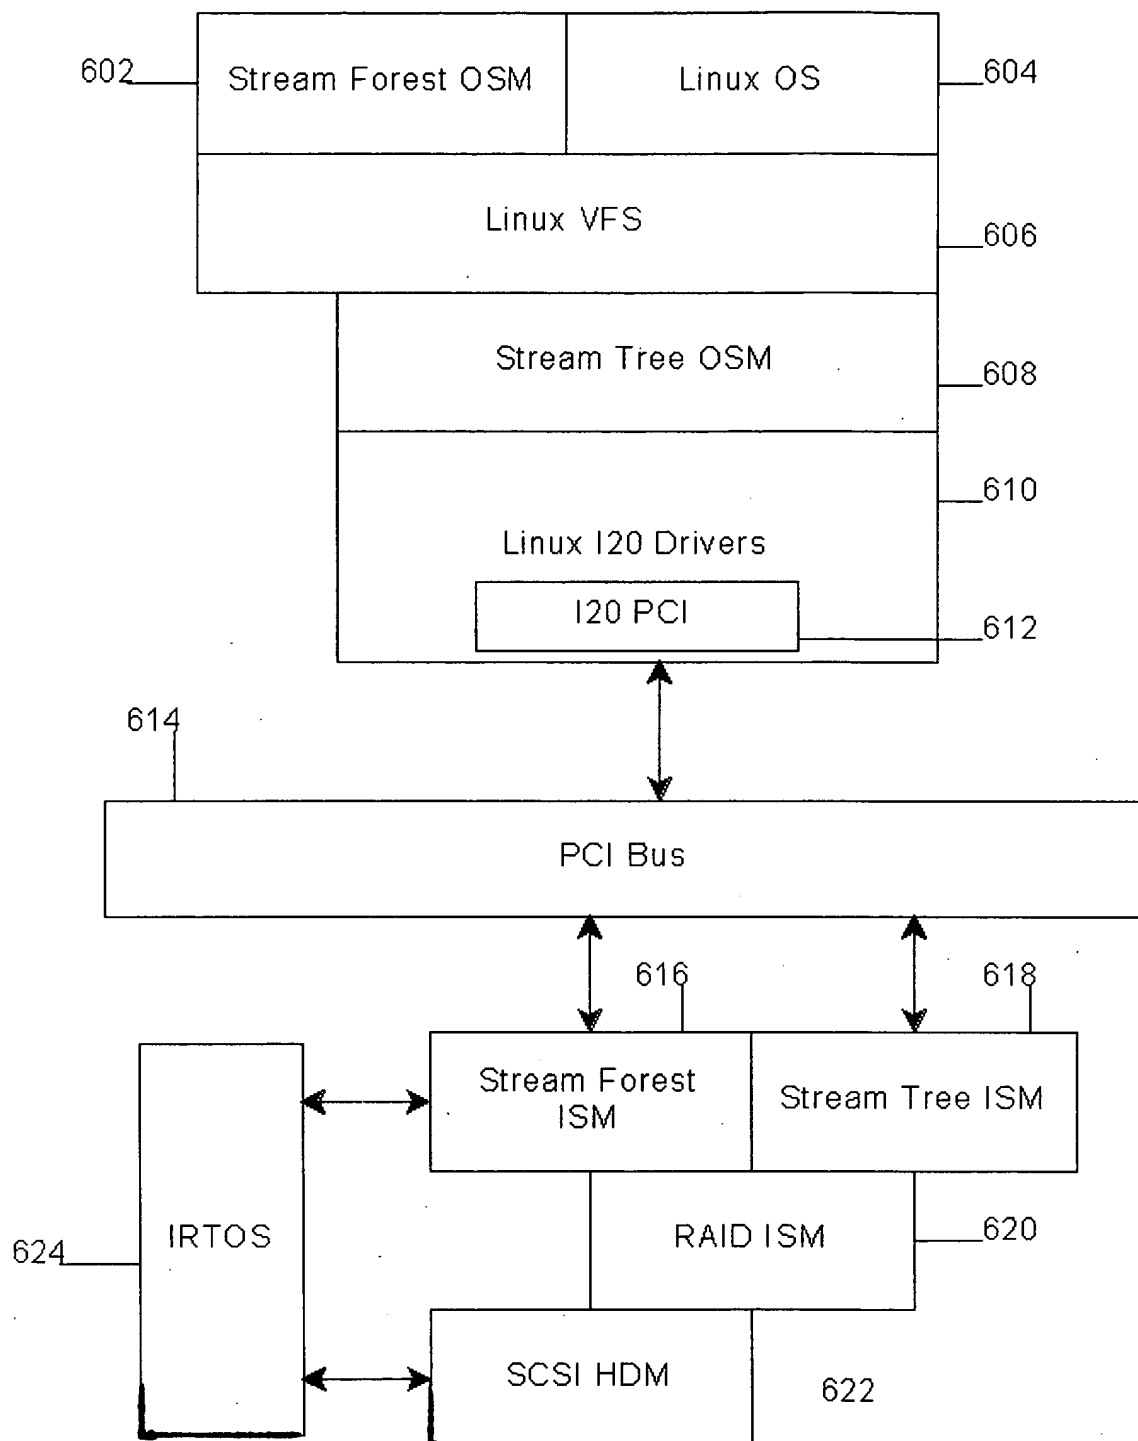 602
Stream Forest OSM
Linux OS
604
Linux VFS
606
Stream Tree OSM
608
610
Linux I20 Drivers
I20 PCI
612
614
PCI Bus
616
618
Stream Forest
ISM
Stream Tree ISM
IRTOS
RAID ISM
620
624
SCSI HDM
622